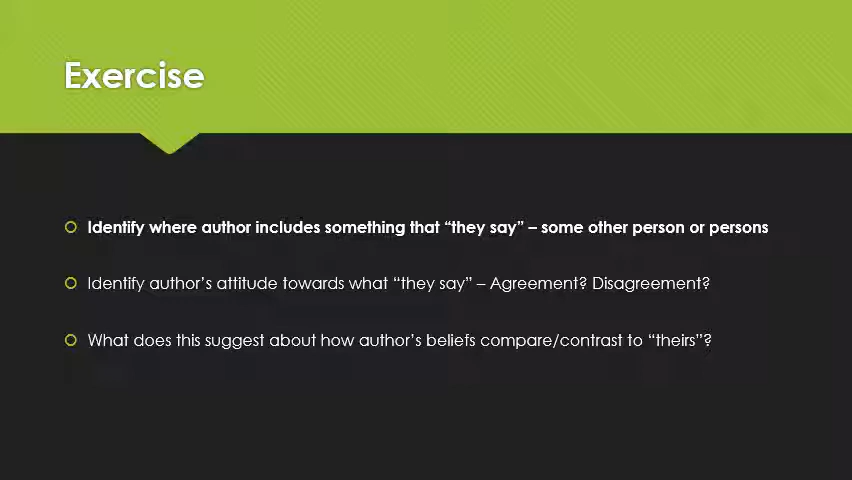 Exercise
Identify where author includes something that “they say” – some other person or persons
Identify author’s attitude towards what “they say” – Agreement? Disagreement?
What does this suggest about how author’s beliefs compare/contrast to “theirs”?